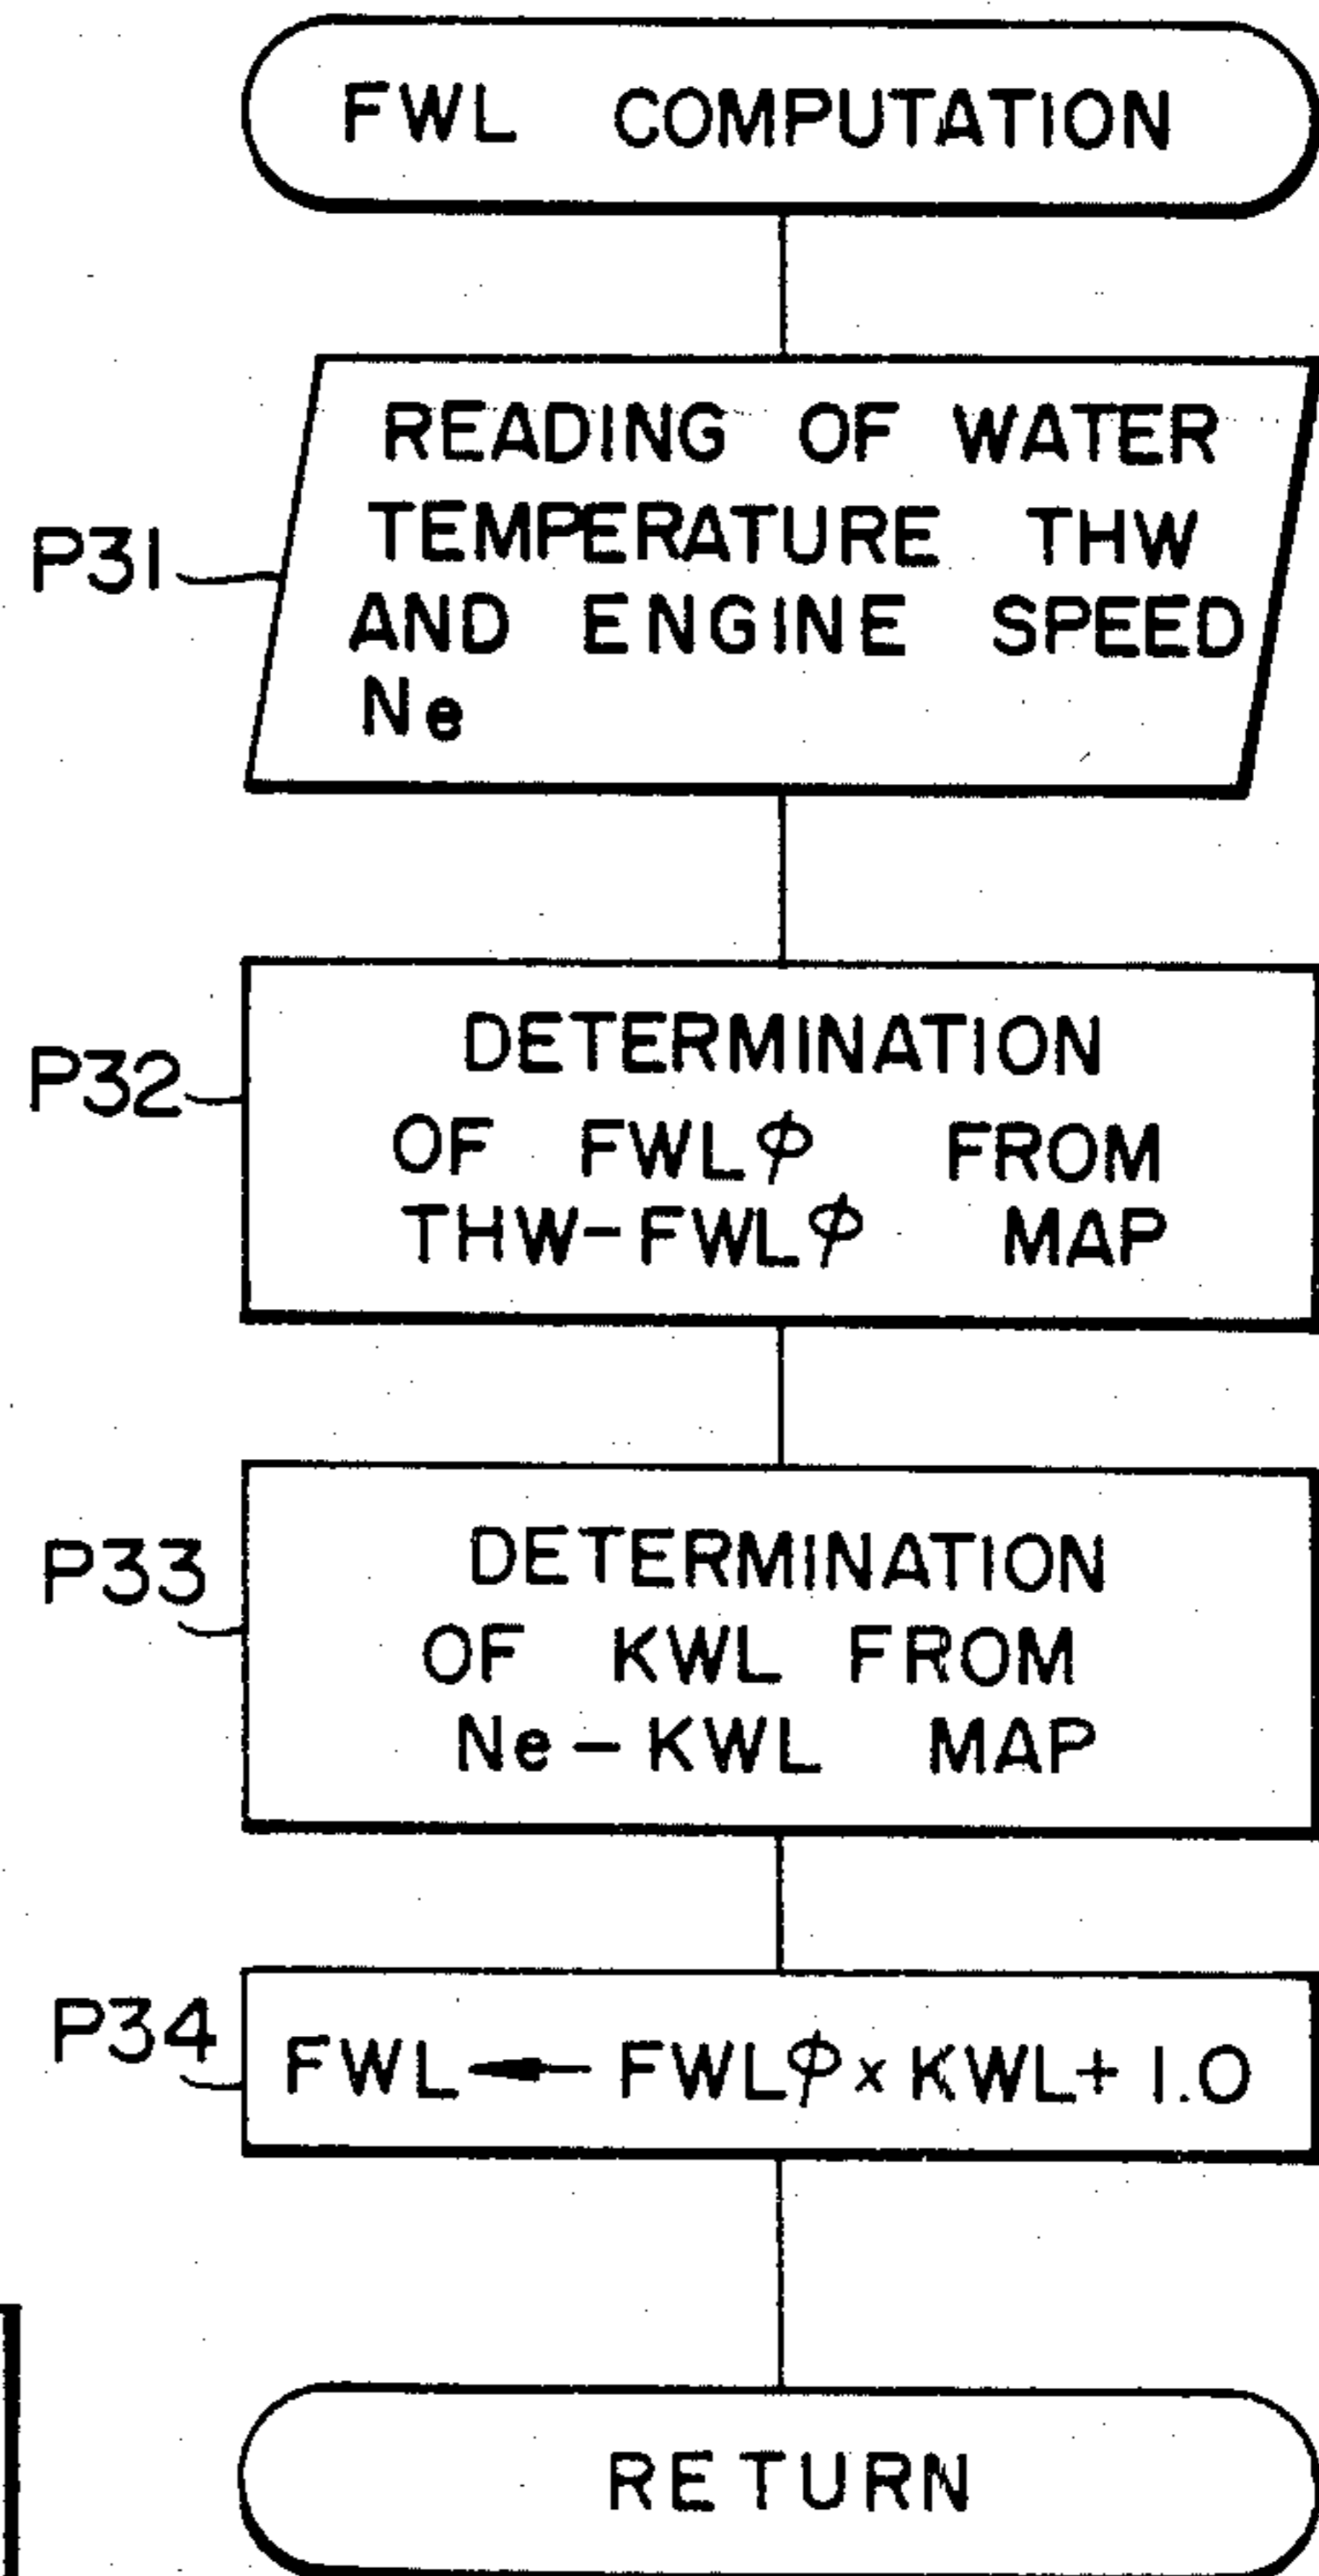 FWL COMPUTATION
P31
READING OF WATER
TEMPERATURE THW
AND ENGINE SPEED
Ne
P32
DETERMINATION
OF FWLφ FROM
THW-FWLφ MAP
P33
DETERMINATION
OF KWL FROM
Ne-KWL MAP
P34
FWL ← FWLφ × KWL + 1.0
RETURN